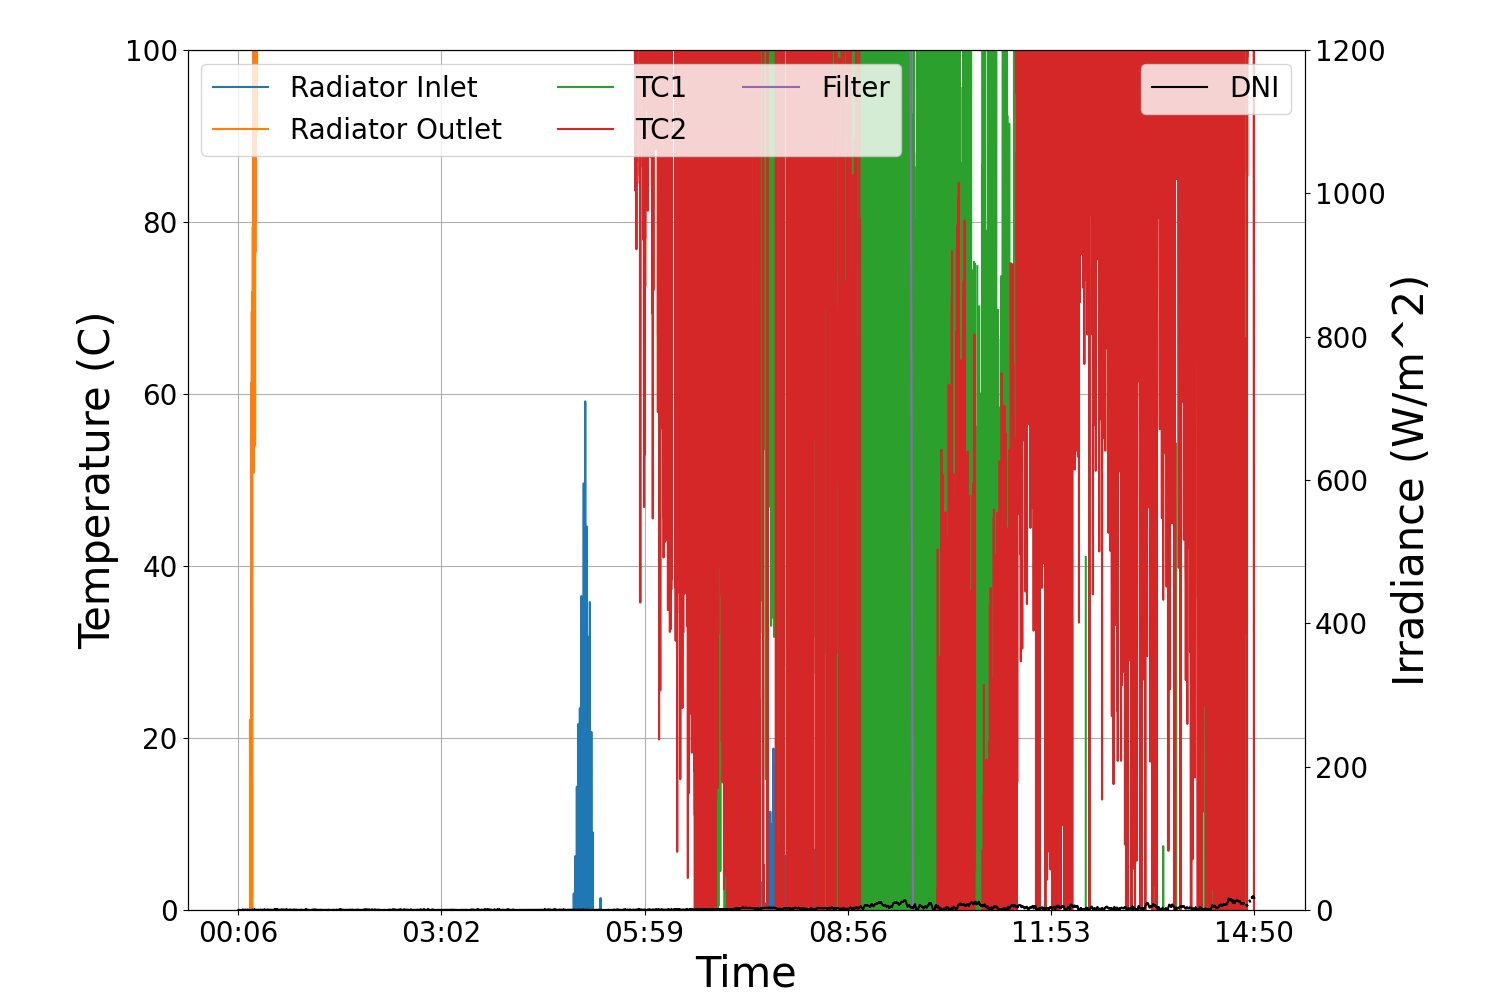 100
80
60
40
20
0
Temperature (C)
Radiator Inlet
Radiator Outlet
TC1
TC2
Filter
DNI
1200
1000
800
600
400
200
0
Irradiance (W/m^2)
00:06
03:02
05:59
08:56
11:53
14:50
Time